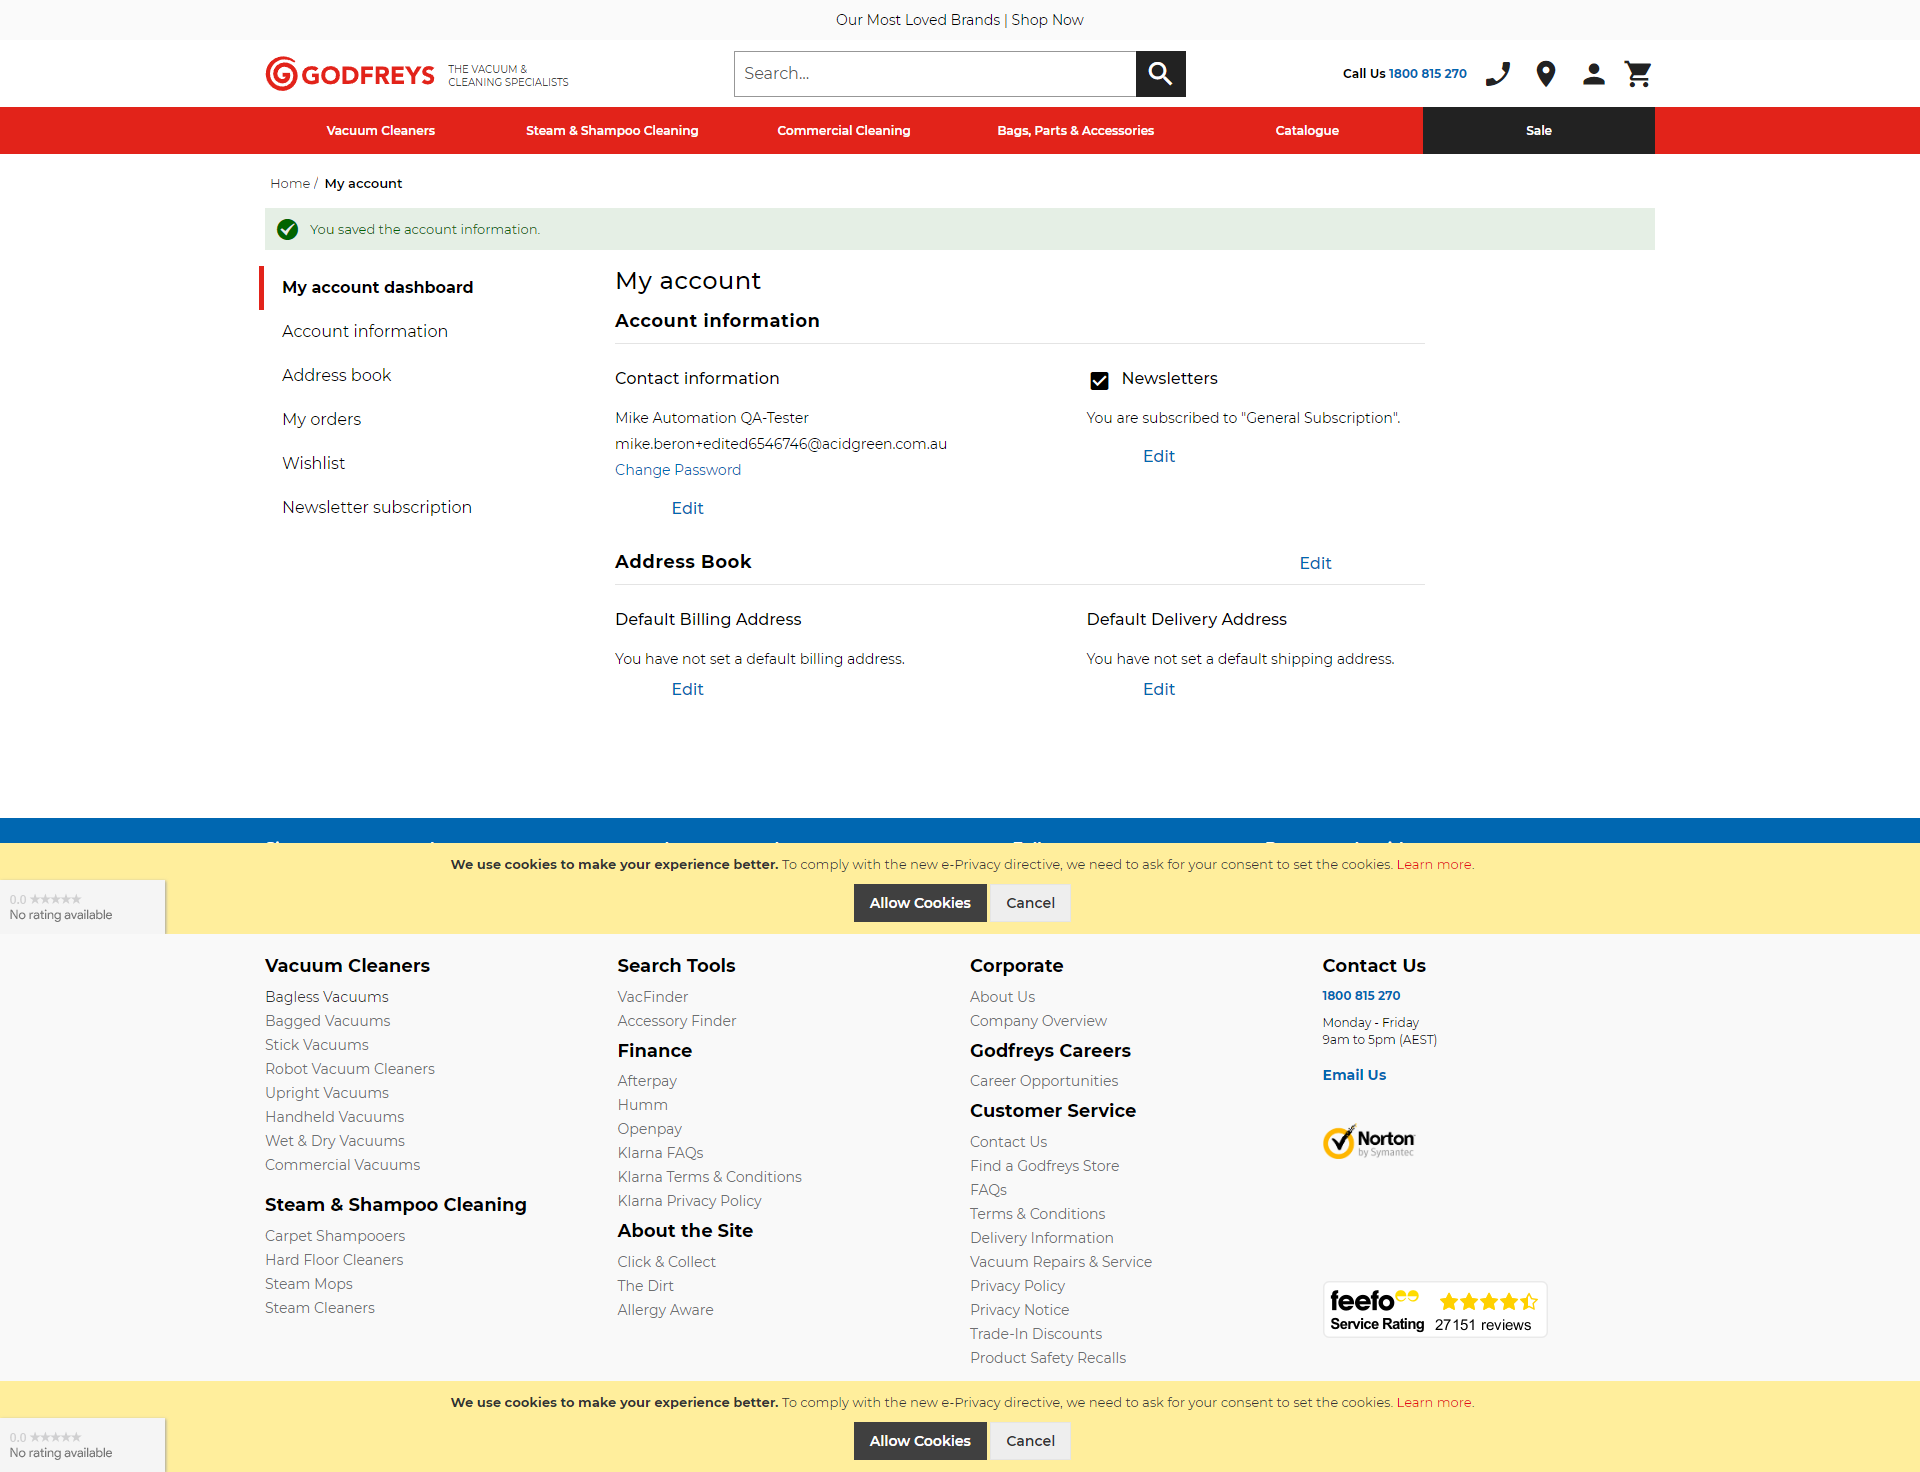 Our Most Loved Brands | Shop Now
GODFREYS
THE VACUUM &
CLEANING SPECIALISTS
Search...
Call Us 1800 815 270
Vacuum Cleaners
Steam & Shampoo Cleaning
Commercial Cleaning
Bags, Parts & Accessories
Catalogue
Sale
Home / My account
You saved the account information.
My account dashboard
Account information
Address book
My orders
Wishlist
Newsletter subscription
My account
Account information
Contact information
Mike Automation QA-Tester
mike.beron+edited6546746@acidgreen.com.au
Change Password
Edit
Newsletters
You are subscribed to "General Subscription".
Edit
Address Book
Edit
Default Billing Address
You have not set a default billing address.
Edit
Default Delivery Address
You have not set a default shipping address.
Edit
We use cookies to make your experience better. To comply with the new e-Privacy directive, we need to ask for your consent to set the cookies. Learn more.
Allow Cookies
Cancel
0.0 ★★★★★
No rating available
Vacuum Cleaners
Bagless Vacuums
Bagged Vacuums
Stick Vacuums
Robot Vacuum Cleaners
Upright Vacuums
Handheld Vacuums
Wet & Dry Vacuums
Commercial Vacuums
Steam & Shampoo Cleaning
Carpet Shampooers
Hard Floor Cleaners
Steam Mops
Steam Cleaners
Search Tools
VacFinder
Accessory Finder
Finance
Afterpay
Humm
Openpay
Klarna FAQs
Klarna Terms & Conditions
Klarna Privacy Policy
About the Site
Click & Collect
The Dirt
Allergy Aware
Corporate
About Us
Company Overview
Godfreys Careers
Career Opportunities
Customer Service
Contact Us
Find a Godfreys Store
FAQs
Terms & Conditions
Delivery Information
Vacuum Repairs & Service
Privacy Policy
Privacy Notice
Trade-In Discounts
Product Safety Recalls
Contact Us
1800 815 270
Monday - Friday
9am to 5pm (AEST)
Email Us
Norton
by Symantec
feefo
Service Rating 27151 reviews
We use cookies to make your experience better. To comply with the new e-Privacy directive, we need to ask for your consent to set the cookies. Learn more.
Allow Cookies
Cancel
0.0 ★★★★★
No rating available